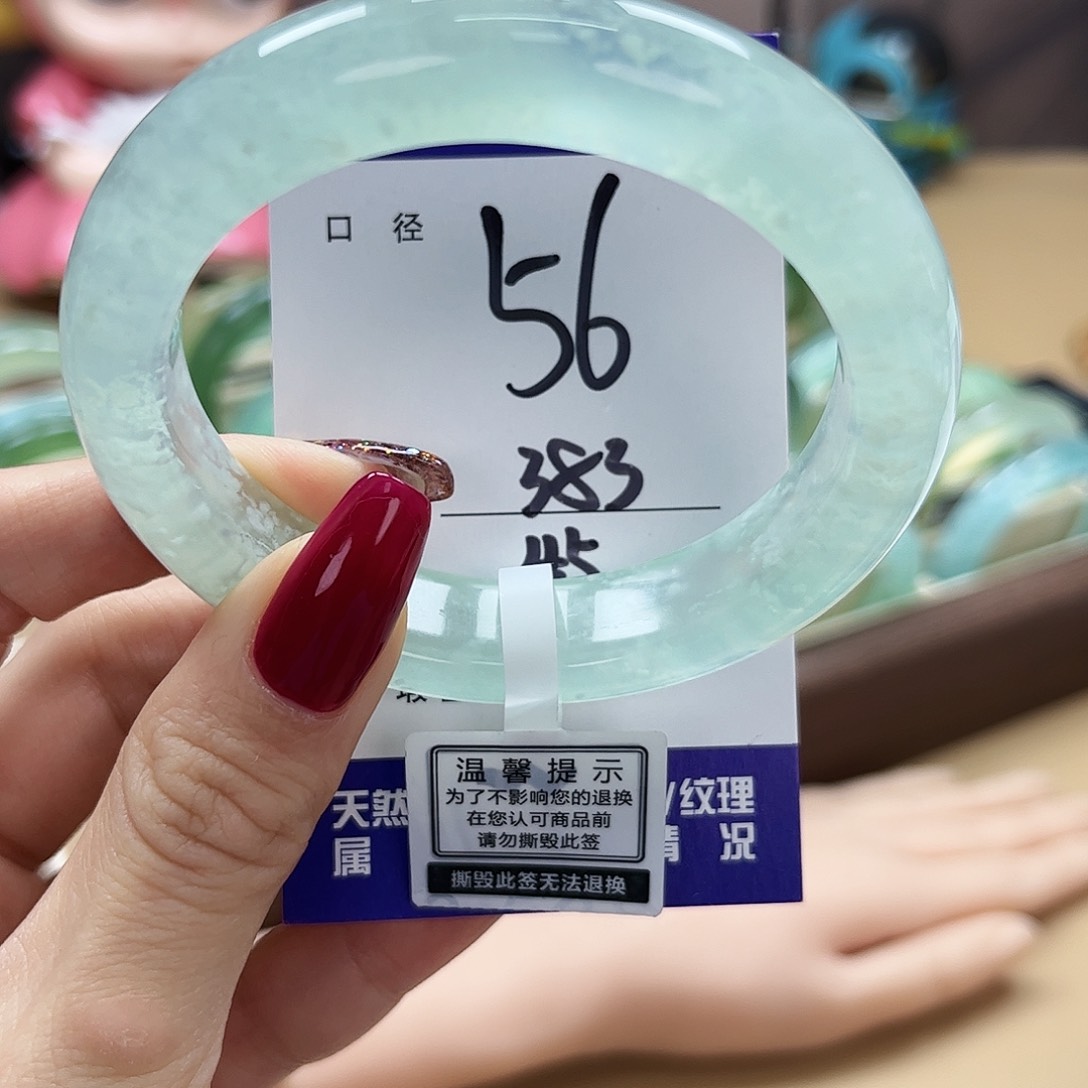 口 径
56
383
温 馨 提 示
为了不影响您的退换
在您认可商品前
请勿撕毁此签
撕毁此签无法退换
天然
属
/纹理
情 况